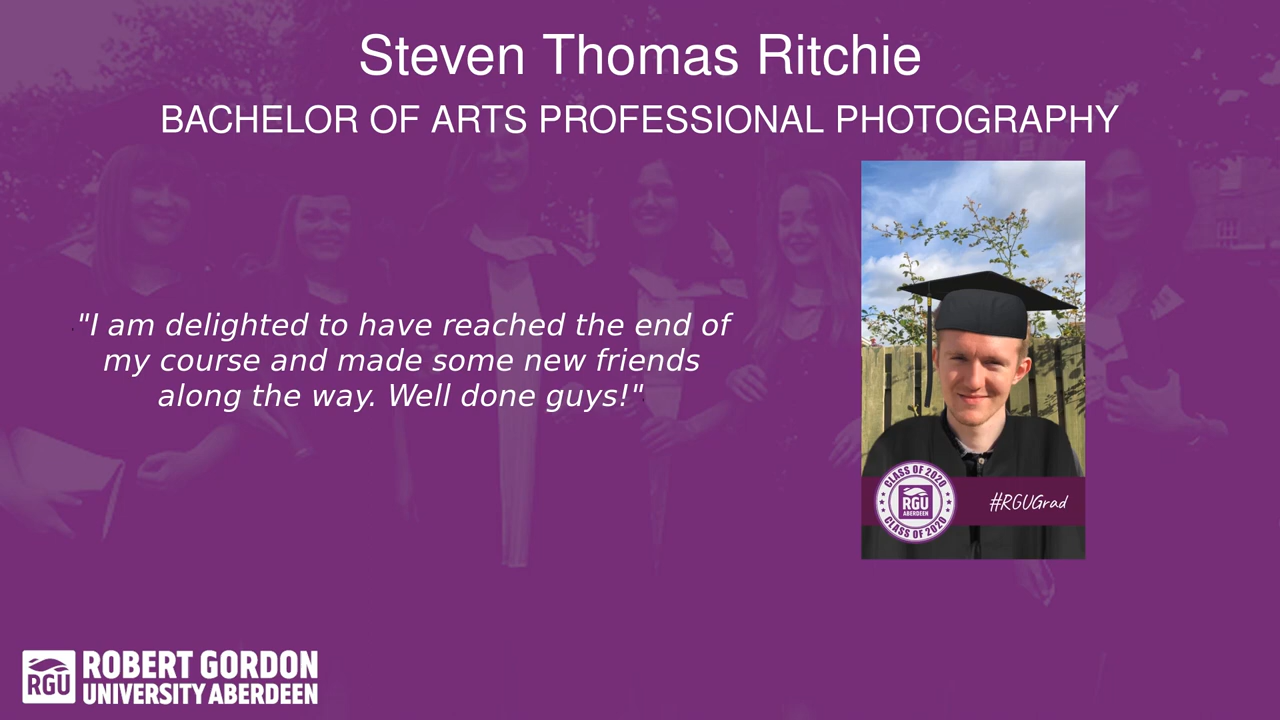 Steven Thomas Ritchie
BACHELOR OF ARTS PROFESSIONAL PHOTOGRAPHY
"I am delighted to have reached the end of
my course and made some new friends
along the way. Well done guys!"
CLASS OF 2020
RGU
ABERDEEN
CLASS OF 2020
#RGUGrad
RGU
ROBERT GORDON
UNIVERSITY ABERDEEN